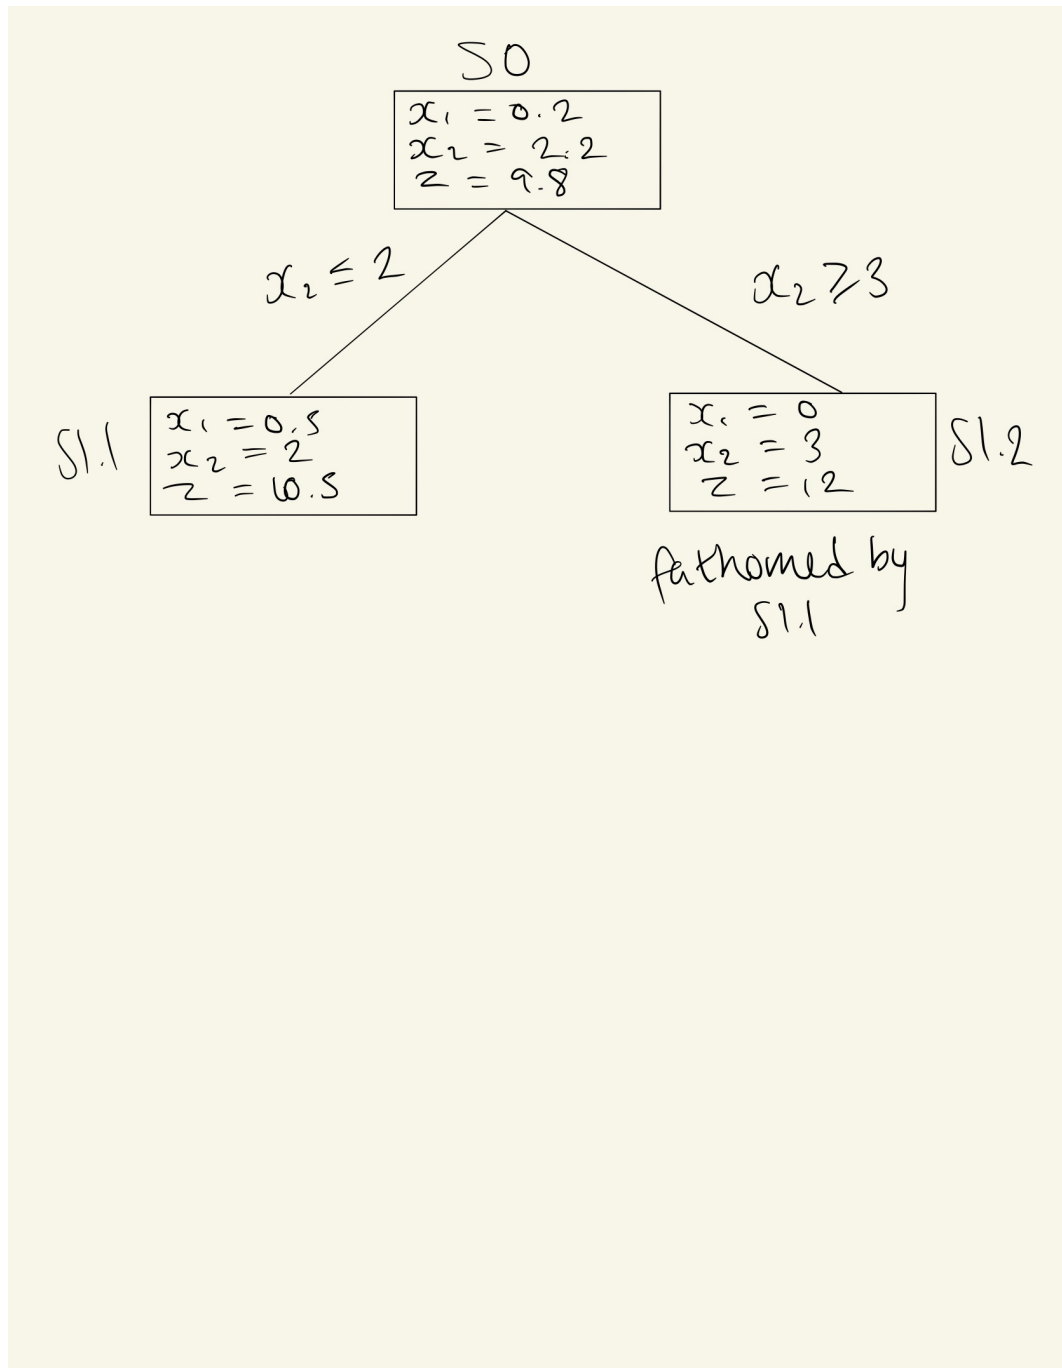 S0
x₁ = 0.2
x₂ = 2.2
z = 9.8
x₂ ≤ 2
x₂ ≥ 3
S1.1
x₁ = 0.5
x₂ = 2
z = 10.5
x₁ = 0
x₂ = 3
z = 12
S1.2
fathomed by
S1.1